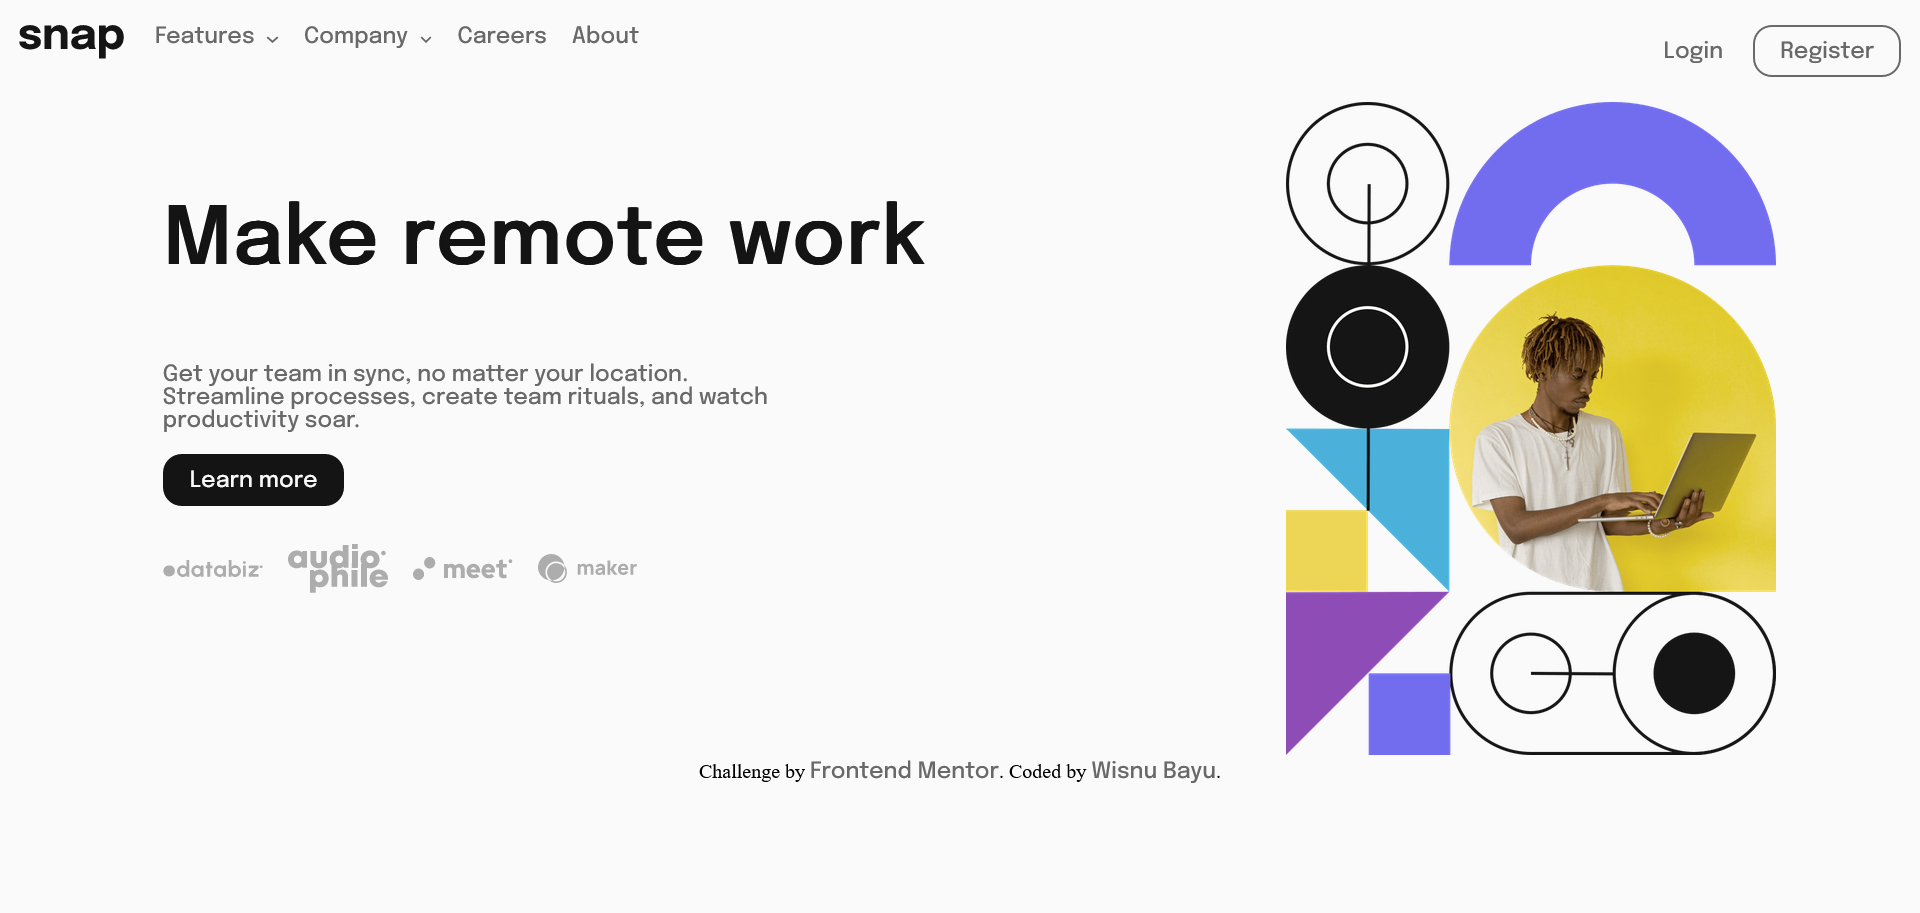 snap Features Company Careers About Login Register
Make remote work
Get your team in sync, no matter your location.
Streamline processes, create team rituals, and watch
productivity soar.
Learn more
databiz audiophile meet maker
Challenge by Frontend Mentor. Coded by Wisnu Bayu.